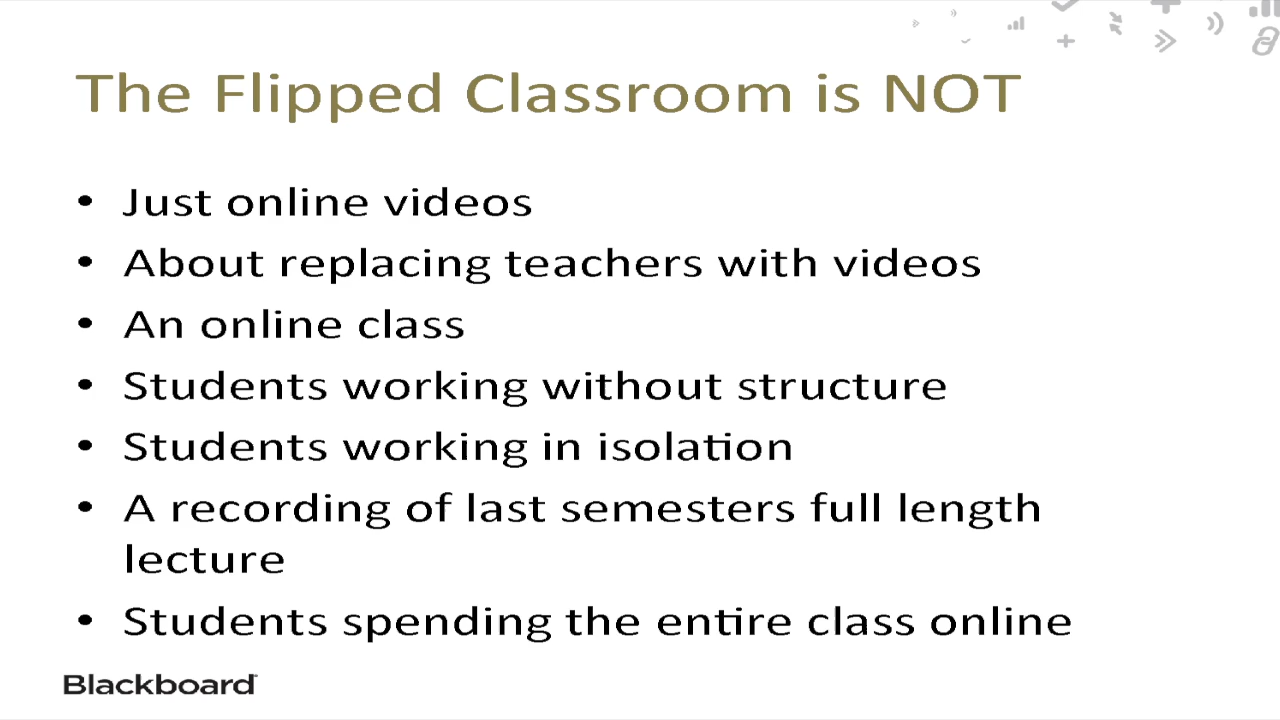 The Flipped Classroom is NOT
• Just online videos
• About replacing teachers with videos
• An online class
• Students working without structure
• Students working in isolation
• A recording of last semesters full length
lecture
• Students spending the entire class online
Blackboard